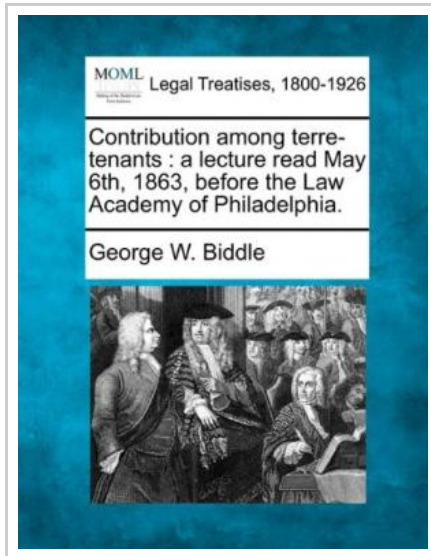 MOML
Legal Treatises, 1800-1926
Contribution among terre-
tenants : a lecture read May
6th, 1863, before the Law
Academy of Philadelphia.
George W. Biddle